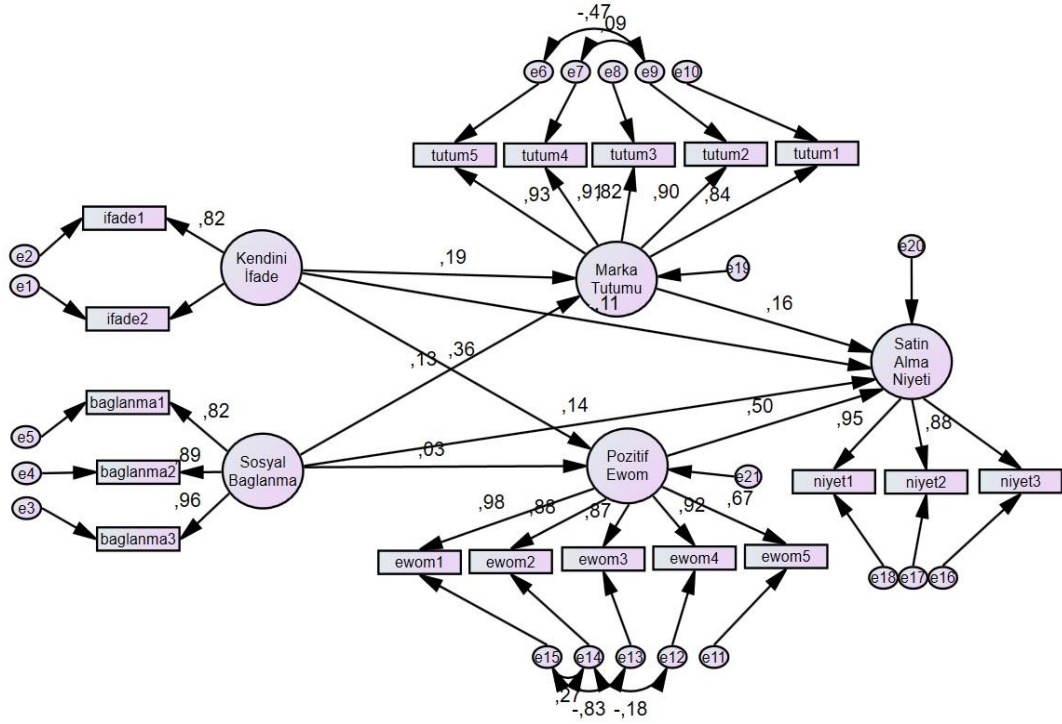 -,47
,09
e6
e7
e8
e9
e10
tutum5
tutum4
tutum3
tutum2
tutum1
,93
,91
,82
,90
,84
ifade1
,82
e2
e1
ifade2
Kendini
İfade
,19
Marka
Tutumu
e19
e20
-,11
,16
Satin
Alma
Niyeti
,13
,36
baglanma1
,82
e5
e4
baglanma2
,89
e3
,96
baglanma3
Sosyal
Baglanma
,14
,03
,50
Pozitif
Ewom
e21
,95
,88
niyet1
niyet2
niyet3
,98
,88
,87
,92
,67
ewom1
ewom2
ewom3
ewom4
ewom5
e18
e17
e16
e15
e14
e13
e12
e11
,27
-,83
-,18